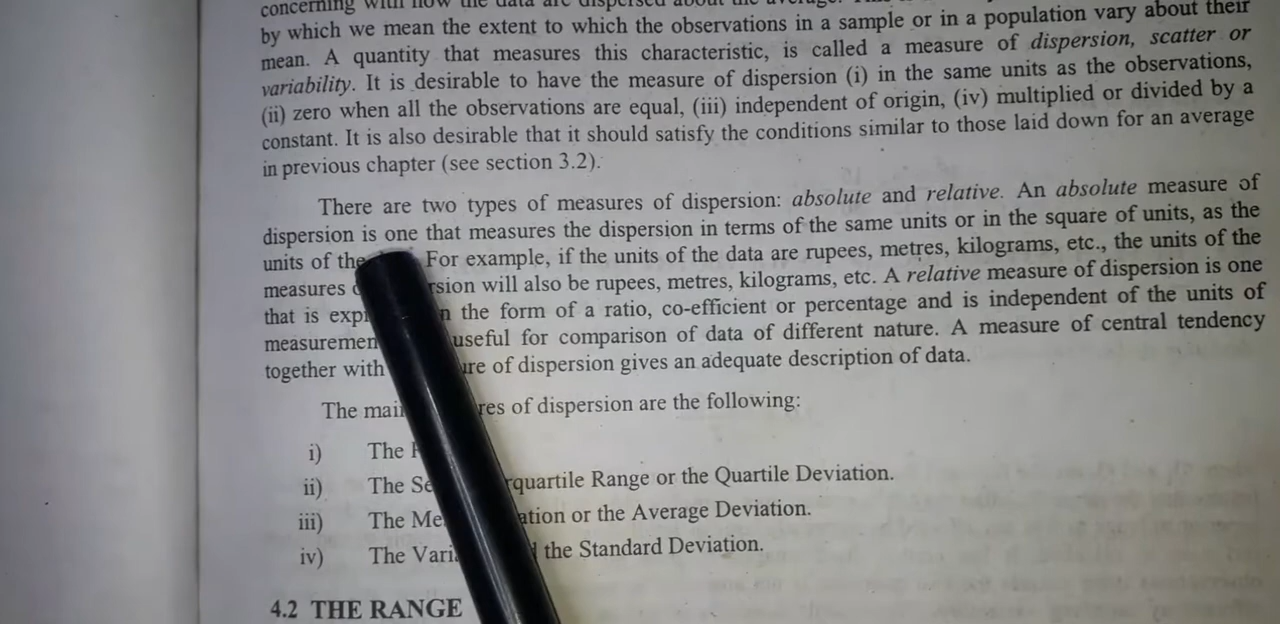 concerning with how the data are dispersed about the average.
by which we mean the extent to which the observations in a sample or in a population vary about their
mean. A quantity that measures this characteristic, is called a measure of dispersion, scatter or
variability. It is desirable to have the measure of dispersion (i) in the same units as the observations,
(ii) zero when all the observations are equal, (iii) independent of origin, (iv) multiplied or divided by a
constant. It is also desirable that it should satisfy the conditions similar to those laid down for an average
in previous chapter (see section 3.2).
There are two types of measures of dispersion: absolute and relative. An absolute measure of
dispersion is one that measures the dispersion in terms of the same units or in the square of units, as the
units of the For example, if the units of the data are rupees, metres, kilograms, etc., the units of the
measures rsion will also be rupees, metres, kilograms, etc. A relative measure of dispersion is one
that is exp n the form of a ratio, co-efficient or percentage and is independent of the units of
measuremen useful for comparison of data of different nature. A measure of central tendency
together with ure of dispersion gives an adequate description of data.
The mai res of dispersion are the following:
i) The
ii) The Se rquartile Range or the Quartile Deviation.
iii) The Me ation or the Average Deviation.
iv) The Vari the Standard Deviation.
4.2 THE RANGE